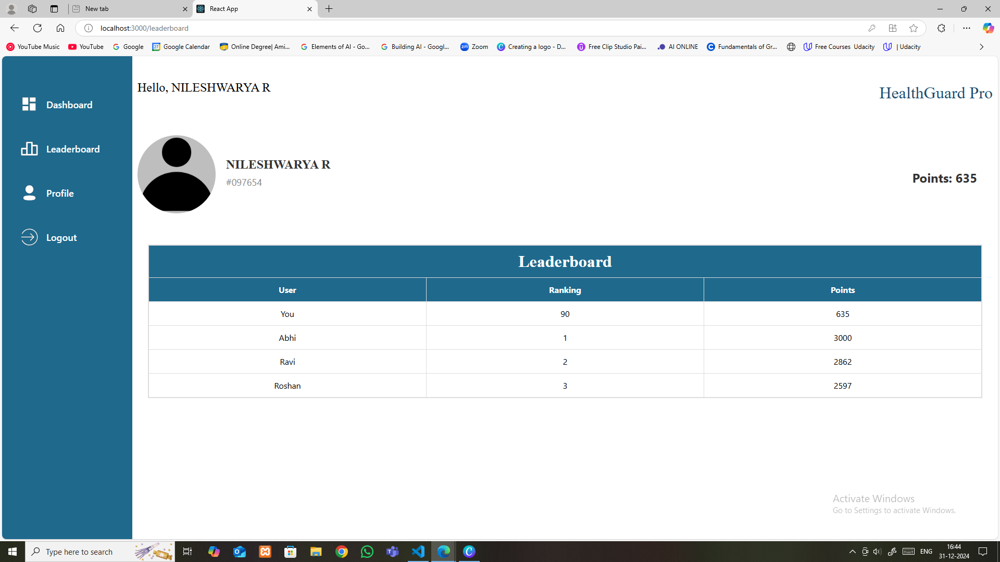 New tab
React App
localhost:3000/leaderboard
YouTube Music
YouTube
Google
27
Google Calendar
Online Degree| Ami...
Elements of AI - Go...
Building AI - Googl...
zm
Zoom
Creating a logo - D...
Free Clip Studio Pai...
AI ONLINE
Fundamentals of Gr...
Free Courses Udacity
| Udacity
Hello, NILESHWARYA R
HealthGuard Pro
Dashboard
Leaderboard
Profile
Logout
NILESHWARYA R
#097654
Points: 635
Leaderboard
User Ranking Points
You 90 635
Abhi 1 3000
Ravi 2 2862
Roshan 3 2597
Activate Windows
Go to Settings to activate Windows.
Type here to search
ENG
16:44
31-12-2024